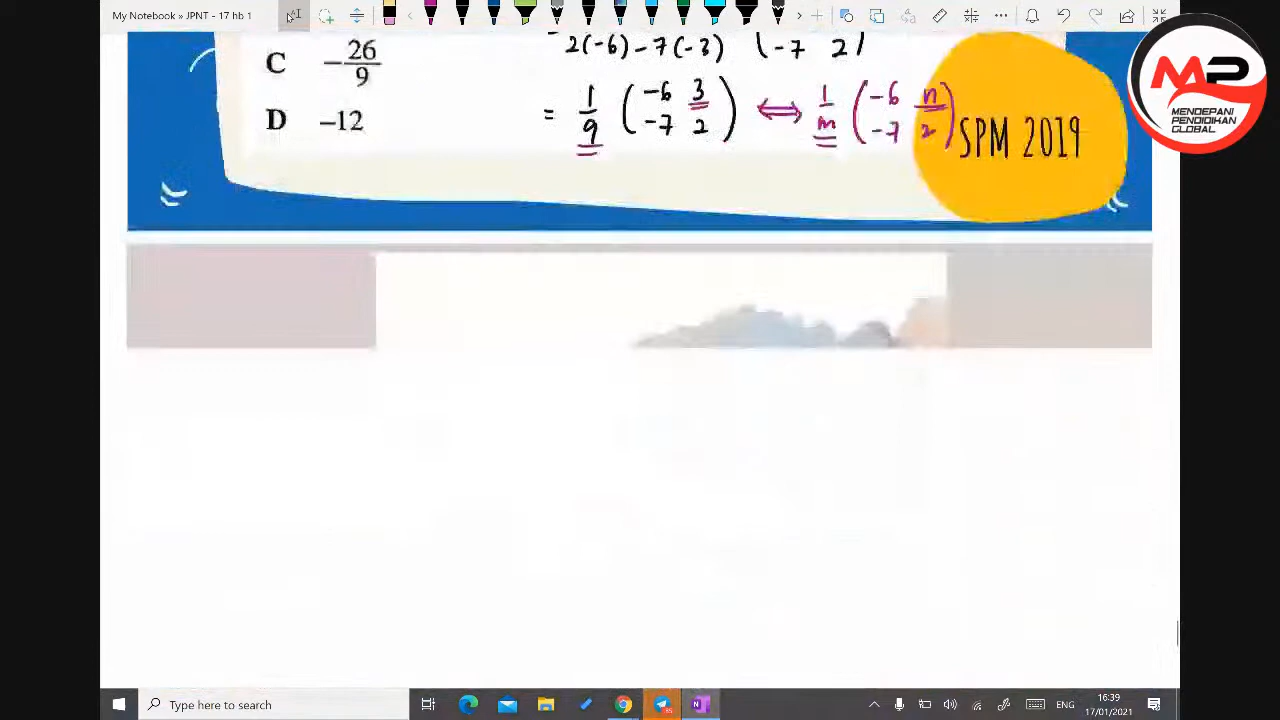 My Notebook » JPNT - 17 hb 1
2(-6) - 7(-3) (-7 2)
C -26/9
= 1/9 (-6 3 -7 2) ⟺ 1/m (-6 n -7 2)
D -12
SPM 2019
MP
MENDEPANI
PENDIDIKAN
GLOBAL
Type here to search
ENG
16:39
17/01/2021